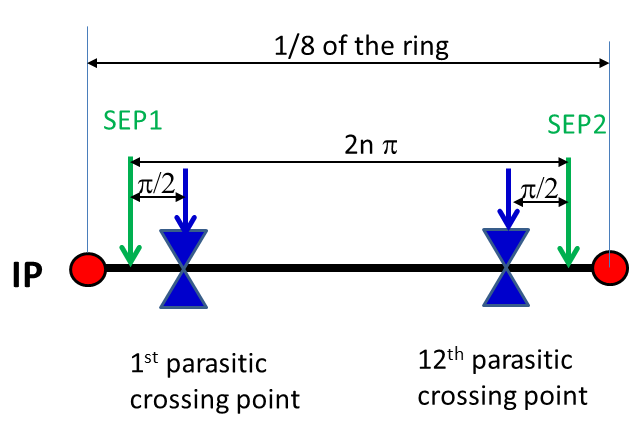 1/8 of the ring
SEP1
SEP2
2n π
π/2
π/2
IP
1st parasitic
crossing point
12th parasitic
crossing point